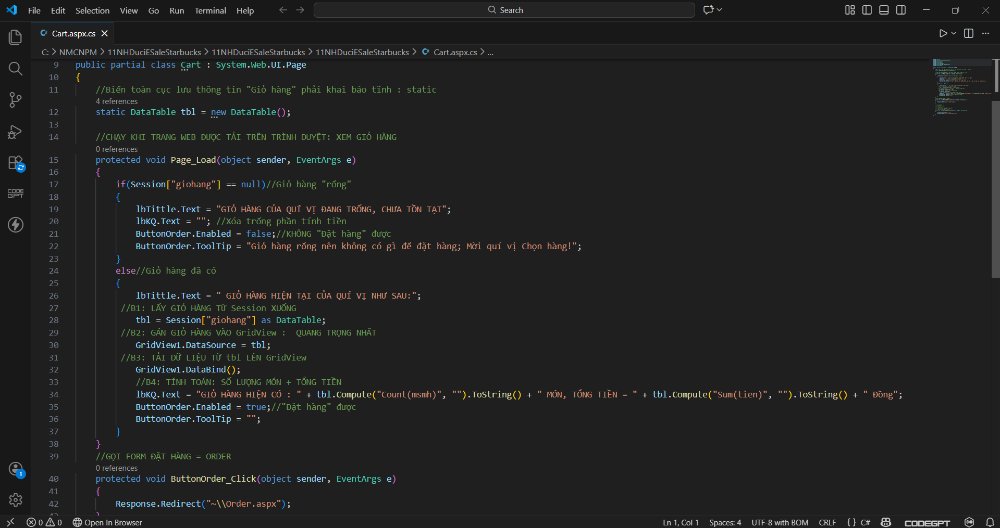 File Edit Selection View Go Run Terminal Help
Search
Cart.aspx.cs
C: > NMCNPM > 11NHDuciESaleStarbucks > 11NHDuciESaleStarbucks > 11NHDuciESaleStarbucks > Cart.aspx.cs > ...
9 public partial class Cart : System.Web.UI.Page
10 {
11 //Biến toàn cục lưu thông tin "Giỏ hàng" phải khai báo tĩnh : static
4 references
12 static DataTable tbl = new DataTable();
13
14 //CHẠY KHI TRANG WEB ĐƯỢC TẢI TRÊN TRÌNH DUYỆT: XEM GIỎ HÀNG
0 references
15 protected void Page_Load(object sender, EventArgs e)
16 {
17 if(Session["giohang"] == null)//Giỏ hàng "rổng"
18 {
19 lbTittle.Text = "GIỎ HÀNG CỦA QUÍ VỊ ĐANG TRỐNG, CHƯA TỒN TẠI";
20 lbKQ.Text = ""; //Xóa trống phần tính tiền
21 ButtonOrder.Enabled = false;//KHÔNG "Đặt hàng" được
22 ButtonOrder.ToolTip = "Giỏ hàng rổng nên không có gì để đặt hàng; Mời quí vị Chọn hàng!";
23 }
24 else//Giỏ hàng đã có
25 {
26 lbTittle.Text = " GIỎ HÀNG HIỆN TẠI CỦA QUÍ VỊ NHƯ SAU:";
27 //B1: LẤY GIỎ HÀNG TỪ Session XUỐNG
28 tbl = Session["giohang"] as DataTable;
29 //B2: GÁN GIỎ HÀNG VÀO GridView :  QUANG TRỌNG NHẤT
30 GridView1.DataSource = tbl;
31 //B3: TẢI DỮ LIỆU TỪ tbl LÊN GridView
32 GridView1.DataBind();
33 //B4: TÍNH TOÁN: SỐ LƯỢNG MÓN + TỔNG TIỀN
34 lbKQ.Text = "GIỎ HÀNG HIỆN CÓ : " + tbl.Compute("Count(msmh)", "").ToString() + " MÓN, TỔNG TIỀN = " + tbl.Compute("Sum(tien)", "").ToString() + " Đồng";
35 ButtonOrder.Enabled = true;//"Đặt hàng" được
36 ButtonOrder.ToolTip = "";
37 }
38 }
39 //GỌI FORM ĐẶT HÀNG = ORDER
0 references
40 protected void ButtonOrder_Click(object sender, EventArgs e)
41 {
42 Response.Redirect("~\\Order.aspx");
CODE GPT
1
0 0 Open In Browser
Ln 1, Col 1 Spaces: 4 UTF-8 with BOM CRLF {} C# CODEGPT